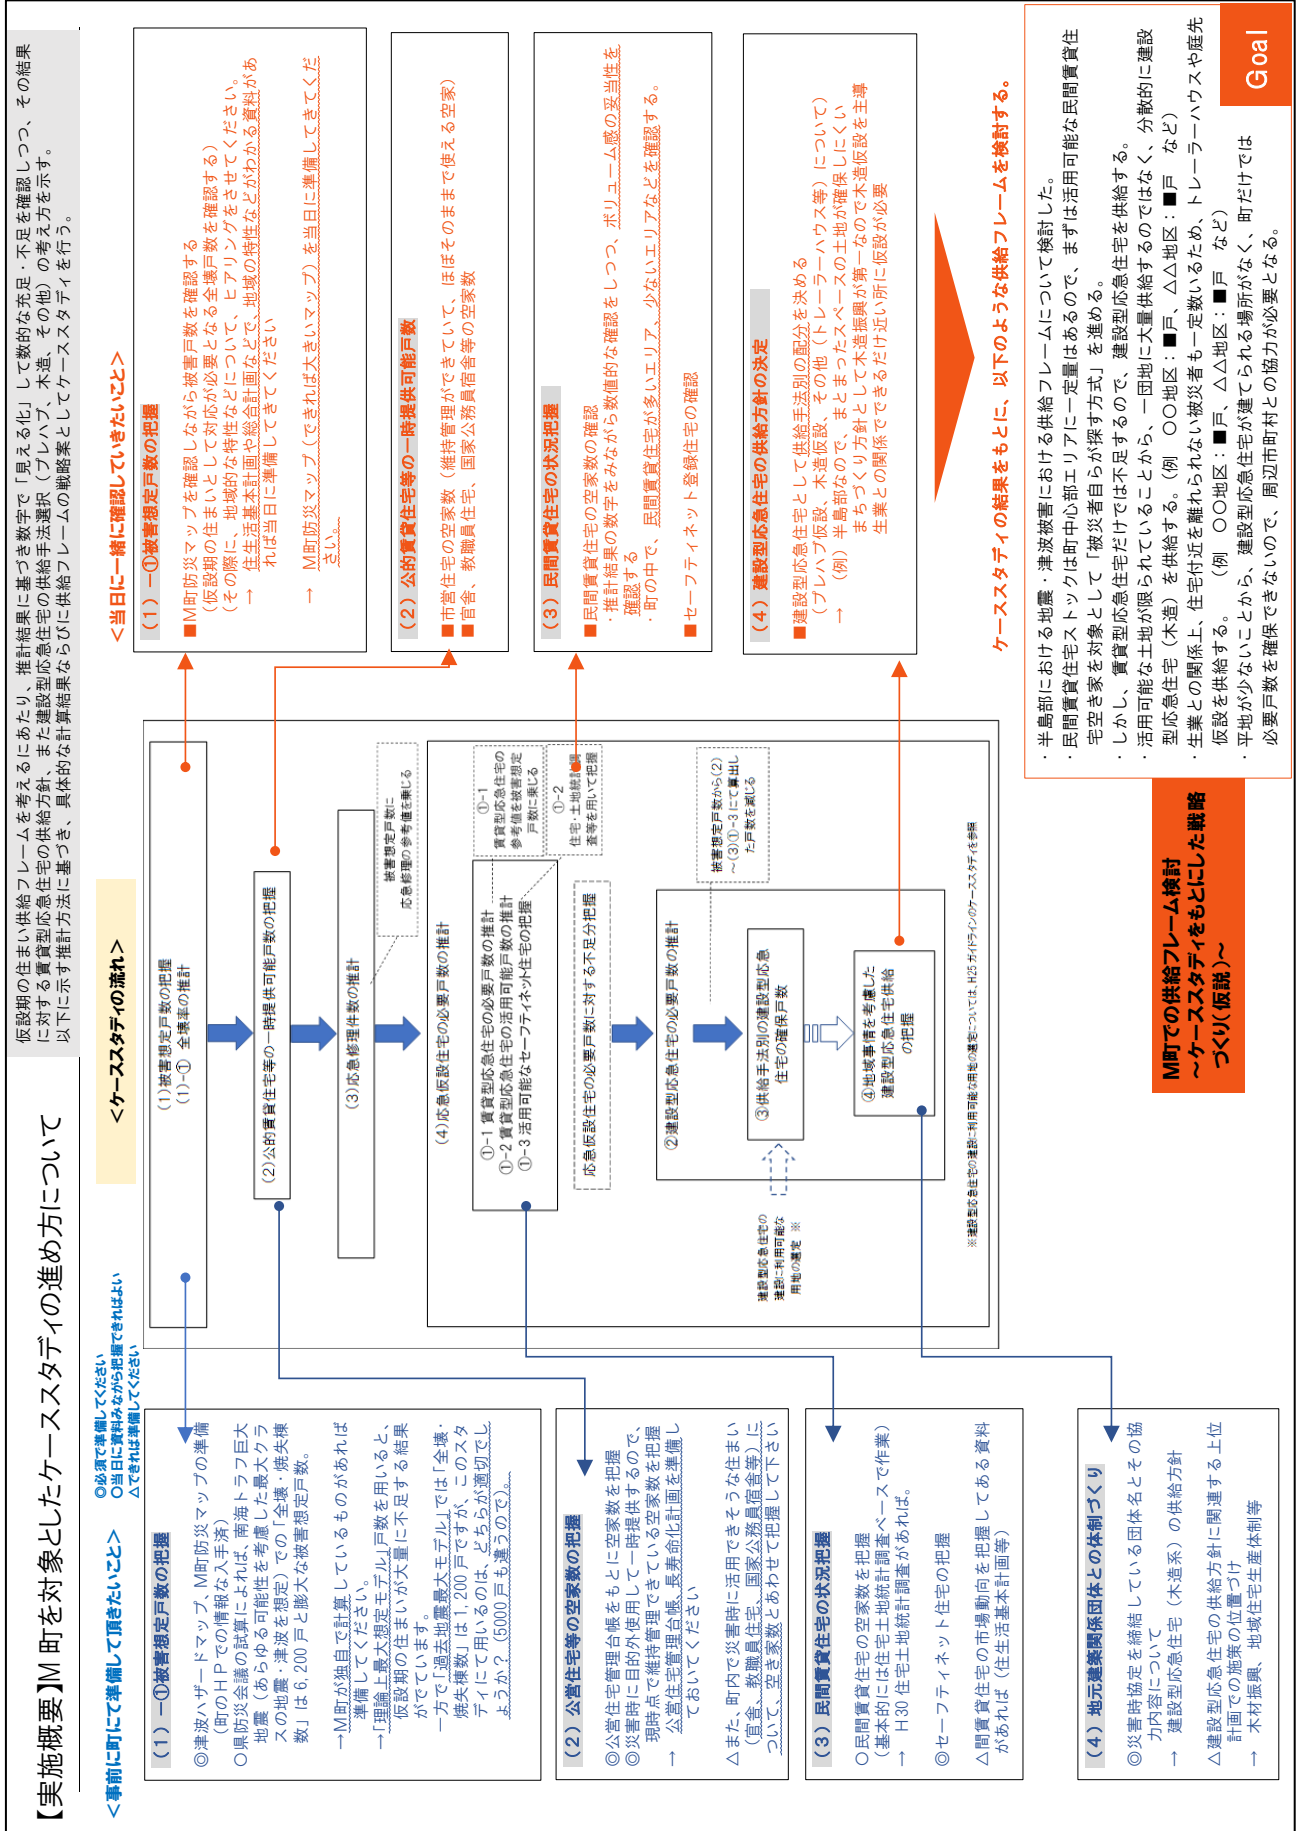 【実施概要】M町を対象としたケーススタディの進め方について
仮設期の住まい供給フレームを考えるにあたり、推計結果に基づき数字で「見える化」して数的な充足・不足を確認しつつ、その結果
に対する賃貸型応急住宅の供給方針、また建設型応急住宅の供給手法選択（プレハブ、木造、その他）の考え方を示す。
以下に示す推計方法に基づき、具体的な計算結果ならびに供給フレームの戦略案としてケーススタディを行う。
＜事前に町にて準備して頂きたいこと＞
◎必須で準備してください
〇当日に資料みながら把握できればよい
△できれば準備してください
（１）－①被害想定戸数の把握
◎津波ハザードマップ、M町防災マップの準備
（町のＨＰでの情報な入手済）
〇県防災会議の試算によれば、南海トラフ巨大
地震（あらゆる可能性を考慮した最大クラ
スの地震・津波を想定）での「全壊・焼失棟
数」は6,200戸と膨大な被害想定戸数。
→M町が独自で計算しているものがあれば
準備してください。
→「理論上最大想定モデル」戸数を用いると、
仮設期の住まいが大量に不足する結果
がでています。
一方で「過去地震最大モデル」では「全壊・
焼失棟数」は1,200戸ですが、このスタ
ディにて用いるのは、どちらが適切でし
ょうか？（5000戸も違うので）。
（２）公営住宅等の空家数の把握
◎公営住宅管理台帳をもとに空家数を把握
◎災害時に目的外使用して一時提供するので、
現時点で維持管理できている空家数を把握
→ 公営住宅管理台帳、長寿命化計画を準備し
ておいてください
△また、町内で災害時に活用できそうな住まい
（官舎、教職員住宅、国家公務員宿舎等）に
ついて、空き家数とあわせて把握して下さい
（３）民間賃貸住宅の状況把握
〇民間賃貸住宅の空家数を把握
（基本的には住宅土地統計調査ベースで作業）
→ H30住宅土地統計調査があれば。
◎セーフティネット住宅の把握
△間賃貸住宅の市場動向を把握してある資料
があれば（住生活基本計画等）
（４）地元建築関係団体との体制づくり
◎災害時協定を締結している団体名とその協
力内容について
→ 建設型応急住宅（木造系）の供給方針
△建設型応急住宅の供給方針に関連する上位
計画での施策の位置づけ
→ 木材振興、地域住宅生産体制等
＜ケーススタディの流れ＞
(1)被害想定戸数の把握
(1)-① 全壊率の推計
(2)公的賃貸住宅等の一時提供可能戸数の把握
(3)応急修理件数の推計
被害想定戸数に
応急修理の参考値を乗じる
(4)応急仮設住宅の必要戸数の推計
①-1 賃貸型応急住宅の必要戸数の推計
①-2 賃貸型応急住宅の活用可能戸数の推計
①-3 活用可能なセーフティネット住宅の把握
①-1
賃貸型応急住宅の
参考値を被害想定
戸数に乗じる
①-2
住宅・土地統計調
査等を用いて把握
応急仮設住宅の必要戸数に対する不足分把握
②建設型応急住宅の必要戸数の推計
被害想定戸数から(2)
～(3)①-3にて算出し
た戸数を減じる
③供給手法別の建設型応急
住宅の確保戸数
建設型応急住宅の
建設に利用可能な
用地の選定 ※
④地域事情を考慮した
建設型応急住宅供給
の把握
※建設型応急住宅の建設に利用可能な用地の選定については、H25ガイドラインのケーススタディを参照
＜当日に一緒に確認していきたいこと＞
（１）－①被害想定戸数の把握
■M町防災マップを確認しながら被害戸数を確認する
（仮設期の住まいとして対応が必要となる全壊戸数を確認する）
（その際に、地域的な特性などについて、ヒアリングをさせてください。
→ 住生活基本計画や総合計画などで、地域の特性などがわかる資料があ
れば当日に準備してきてください
→ M町防災マップ（できれば大きいマップ）を当日に準備してきてくだ
さい。
（２）公的賃貸住宅等の一時提供可能戸数
■市営住宅の空家数（維持管理ができていて、ほぼそのままで使える空家）
■官舎、教職員住宅、国家公務員宿舎等の空家数
（３）民間賃貸住宅の状況把握
■民間賃貸住宅の空家数の確認
・推計結果の数字をみながら数値的な確認をしつつ、ボリューム感の妥当性を
確認する
・町の中で、民間賃貸住宅が多いエリア、少ないエリアなどを確認する。
■セーフティネット登録住宅の確認
（４）建設型応急住宅の供給方針の決定
■建設型応急住宅として供給手法別の配分を決める
（プレハブ仮設、木造仮設、その他（トレーラーハウス等）について）
→ （例）半島部なので、まとまったスペースの土地が確保しにくい
まちづくり方針として木造振興が第一なので木造仮設を主導
生業との関係でできるだけ近い所に仮設が必要
ケーススタディの結果をもとに、以下のような供給フレームを検討する。
M町での供給フレーム検討
～ケーススタディをもとにした戦略
づくり(仮説)～
・半島部における地震・津波被害における供給フレームについて検討した。
・民間賃貸住宅ストックは町中心部エリアに一定量はあるので、まずは活用可能な民間賃貸住
宅空き家を対象として「被災者自らが探す方式」を進める。
・しかし、賃貸型応急住宅だけでは不足するので、建設型応急住宅を供給する。
・活用可能な土地が限られていることから、一団地に大量供給するのではなく、分散的に建設
型応急住宅（木造）を供給する。（例 〇〇地区：■戸、△△地区：■戸 など）
・生業との関係上、住宅付近を離れられない被災者も一定数いるため、トレーラーハウスや庭先
仮設を供給する。 （例 〇〇地区：■戸、△△地区：■戸 など）
・平地が少ないことから、建設型応急住宅が建てられる場所がなく、町だけでは
必要戸数を確保できないので、周辺市町村との協力が必要となる。
Goal